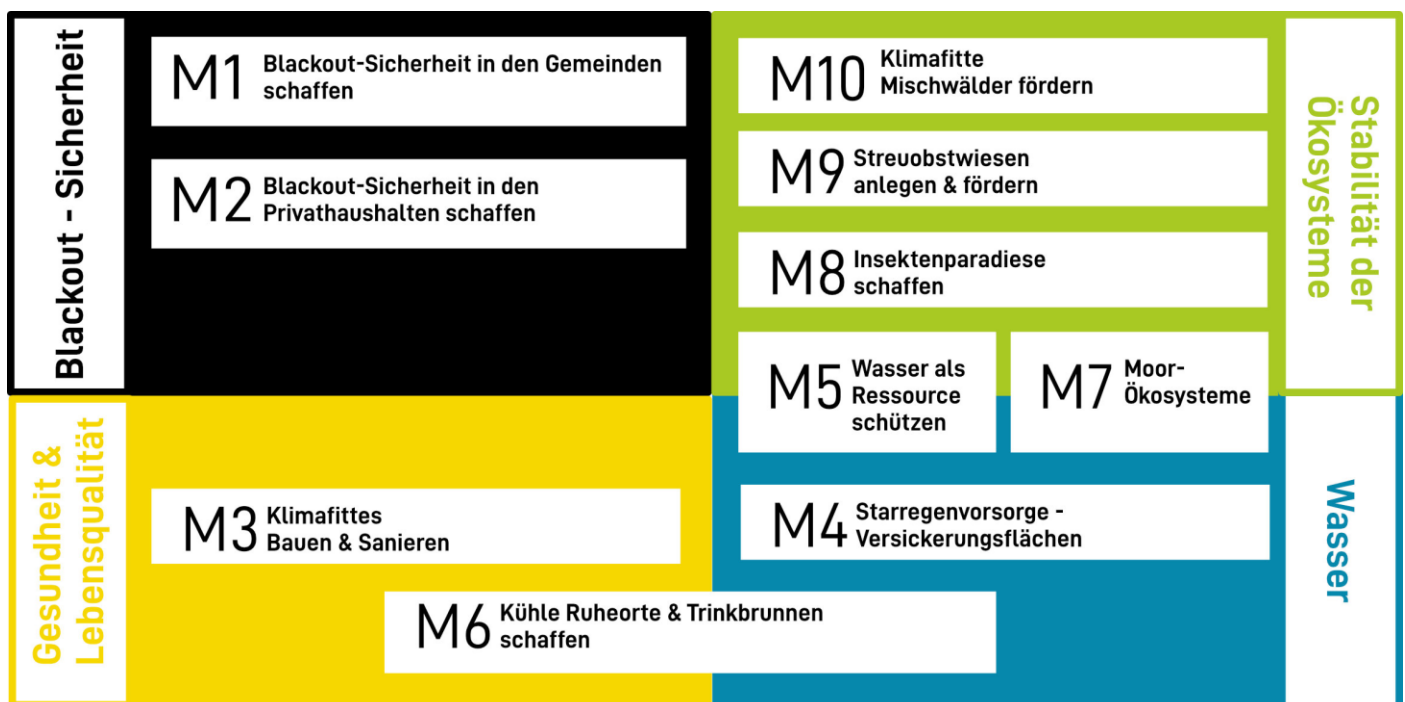 Blackout - Sicherheit
M1 Blackout-Sicherheit in den Gemeinden
schaffen
M2 Blackout-Sicherheit in den
Privathaushalten schaffen
M10 Klimafitte
Mischwälder fördern
M9 Streuobstwiesen
anlegen & fördern
M8 Insektenparadiese
schaffen
M5 Wasser als
Ressource
schützen
M7 Moor-
Ökosysteme
Stabilität der
Ökosysteme
Gesundheit &
Lebensqualität
M3 Klimafittes
Bauen & Sanieren
M4 Starregenvorsorge -
Versickerungsflächen
M6 Kühle Ruheorte & Trinkbrunnen
schaffen
Wasser